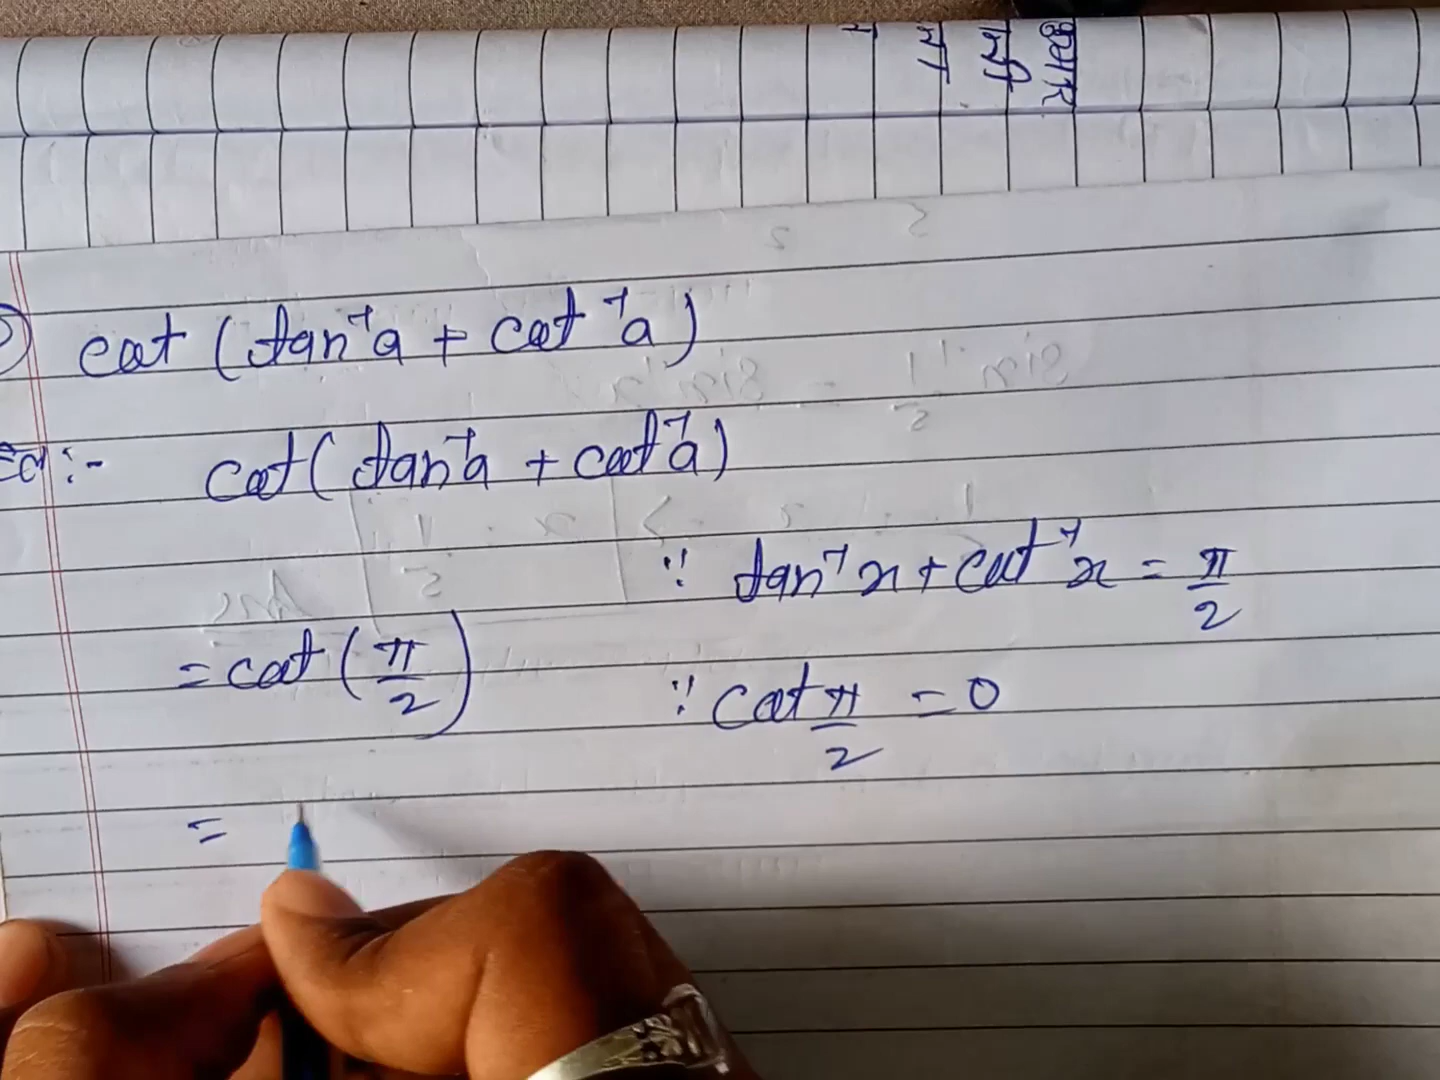 cot (tan⁻¹a + cot⁻¹a)
:- cot(tan⁻¹a + cot⁻¹a)
∵ tan⁻¹x + cot⁻¹x = π/2
= cot (π/2) ∵ cot π/2 = 0
=